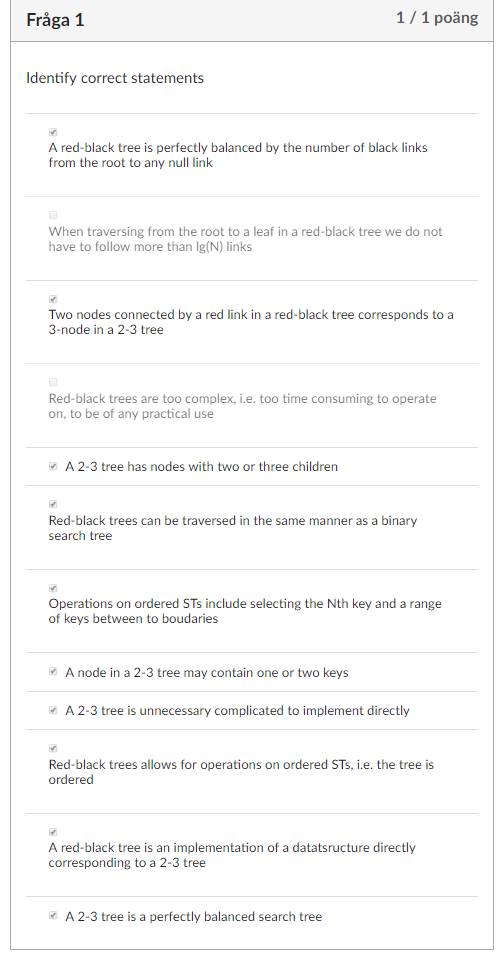 Fråga 1
1 / 1 poäng
Identify correct statements
A red-black tree is perfectly balanced by the number of black links
from the root to any null link
When traversing from the root to a leaf in a red-black tree we do not
have to follow more than lg(N) links
Two nodes connected by a red link in a red-black tree corresponds to a
3-node in a 2-3 tree
Red-black trees are too complex, i.e. too time consuming to operate
on, to be of any practical use
A 2-3 tree has nodes with two or three children
Red-black trees can be traversed in the same manner as a binary
search tree
Operations on ordered STs include selecting the Nth key and a range
of keys between to boudaries
A node in a 2-3 tree may contain one or two keys
A 2-3 tree is unnecessary complicated to implement directly
Red-black trees allows for operations on ordered STs, i.e. the tree is
ordered
A red-black tree is an implementation of a datatsructure directly
corresponding to a 2-3 tree
A 2-3 tree is a perfectly balanced search tree